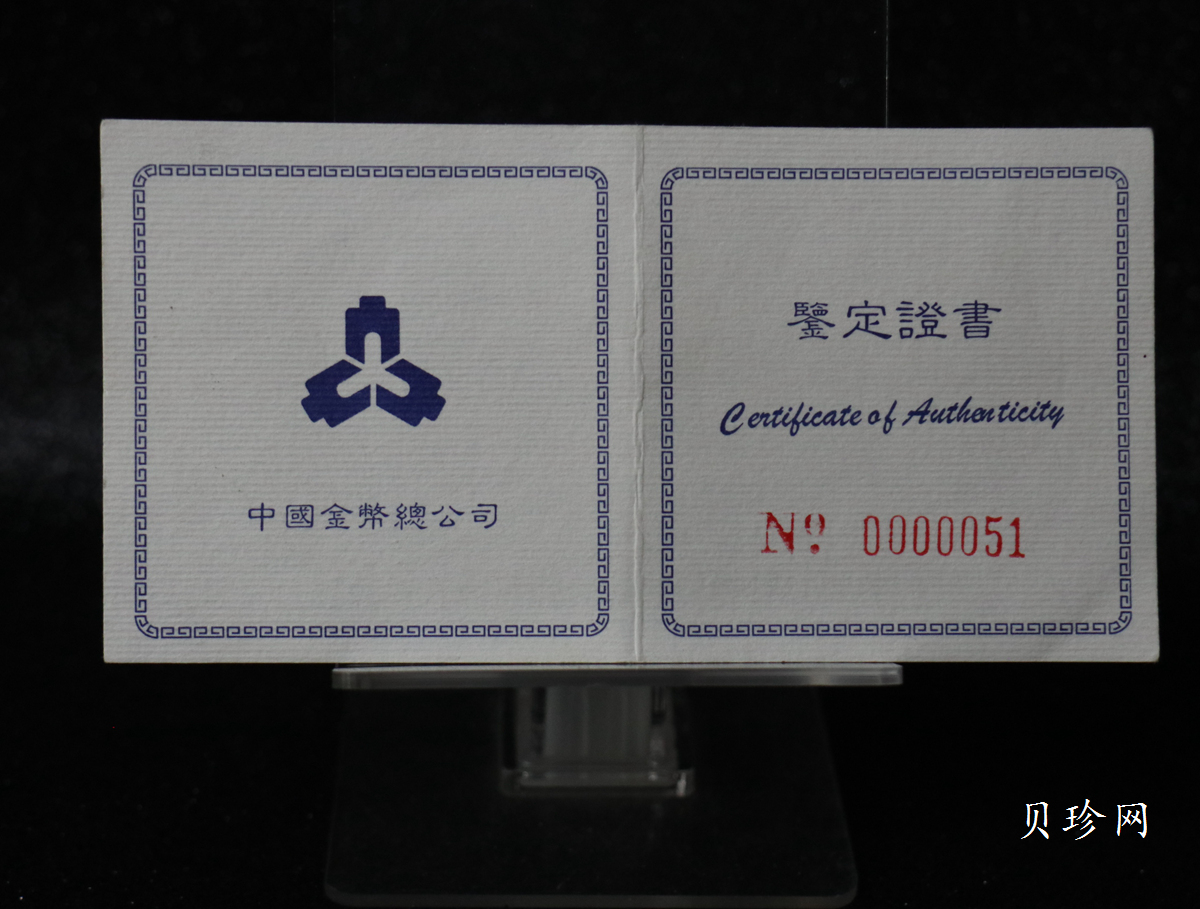 中國金幣總公司
鑒定證書
Certificate of Authenticity
Nº 0000051
贝珍网